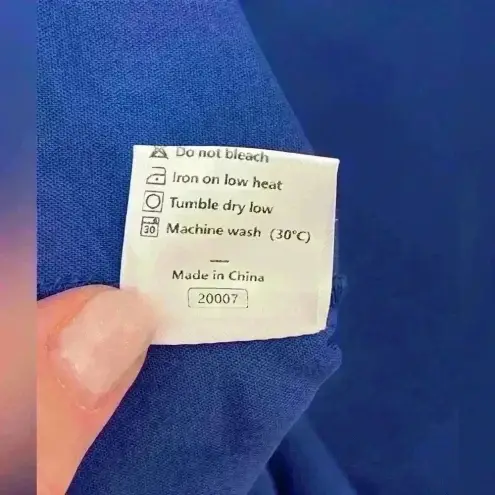 Do not bleach
Iron on low heat
Tumble dry low
30 Machine wash (30°C)
Made in China
20007